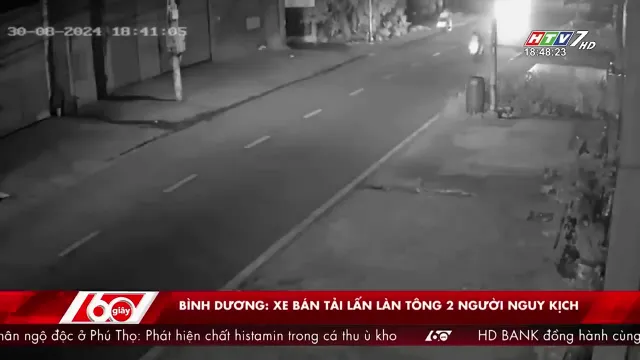 30-08-2024 18:41:05
HTV7 HD
18:48:23
60 giây
BÌNH DƯƠNG: XE BÁN TẢI LẤN LÀN TÔNG 2 NGƯỜI NGUY KỊCH
hân ngộ độc ở Phú Thọ: Phát hiện chất histamin trong cá thu ù kho
60
HD BANK đồng hành cùng